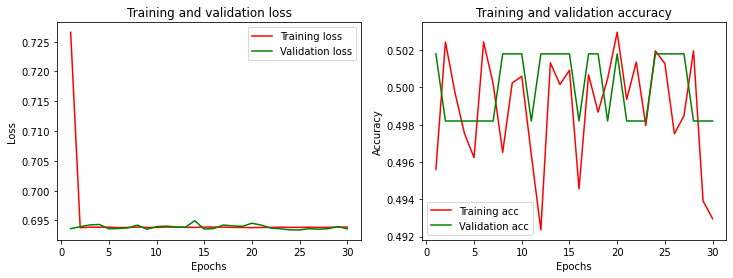 Training and validation loss
0.725
0.720
0.715
0.710
0.705
0.700
0.695
Loss
0
5
10
15
20
25
30
Epochs
Training loss
Validation loss
Training and validation accuracy
0.502
0.500
0.498
0.496
0.494
0.492
Accuracy
0
5
10
15
20
25
30
Epochs
Training acc
Validation acc